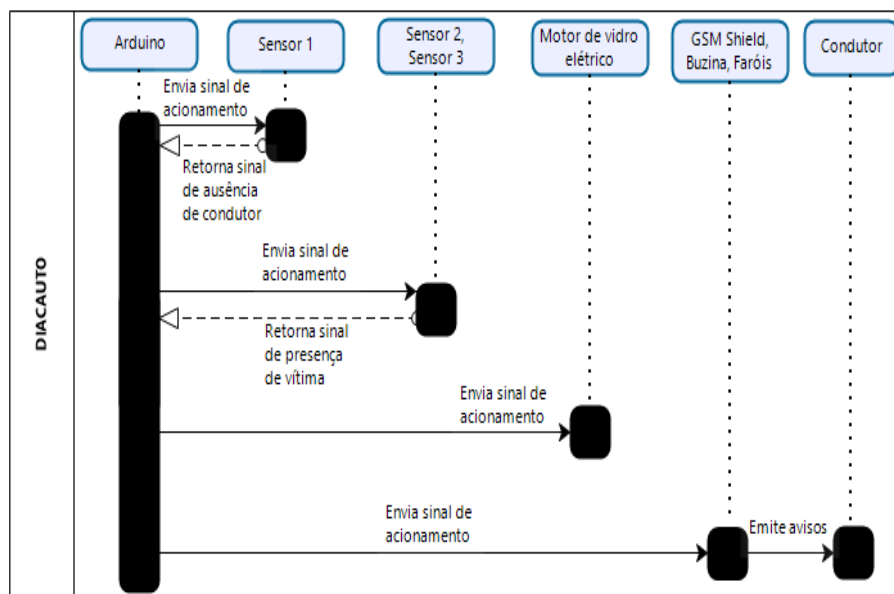 Arduino
Sensor 1
Sensor 2,
Sensor 3
Motor de vidro
elétrico
GSM Shield,
Buzina, Faróis
Condutor
Envia sinal de
acionamento
Retorna sinal
de ausência
de condutor
Envia sinal de
acionamento
Retorna sinal
de presença
de vítima
Envia sinal de
acionamento
Envia sinal de
acionamento
Emite avisos
DIACAUTO